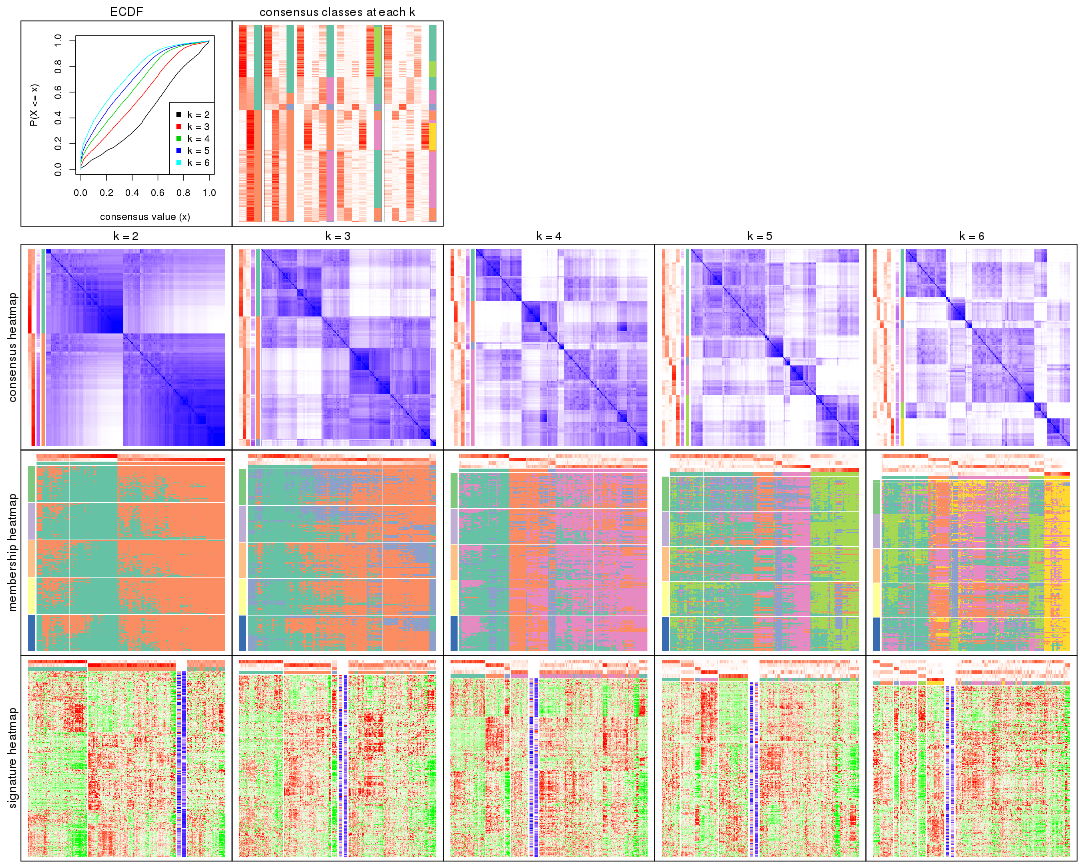 ECDF
consensus classes at each k
P(X <= x)
1.0
0.8
0.6
0.4
0.2
0.0
k = 2
k = 3
k = 4
k = 5
k = 6
0.0 0.2 0.4 0.6 0.8 1.0
consensus value (x)
k = 2
k = 3
k = 4
k = 5
k = 6
consensus heatmap
membership heatmap
signature heatmap